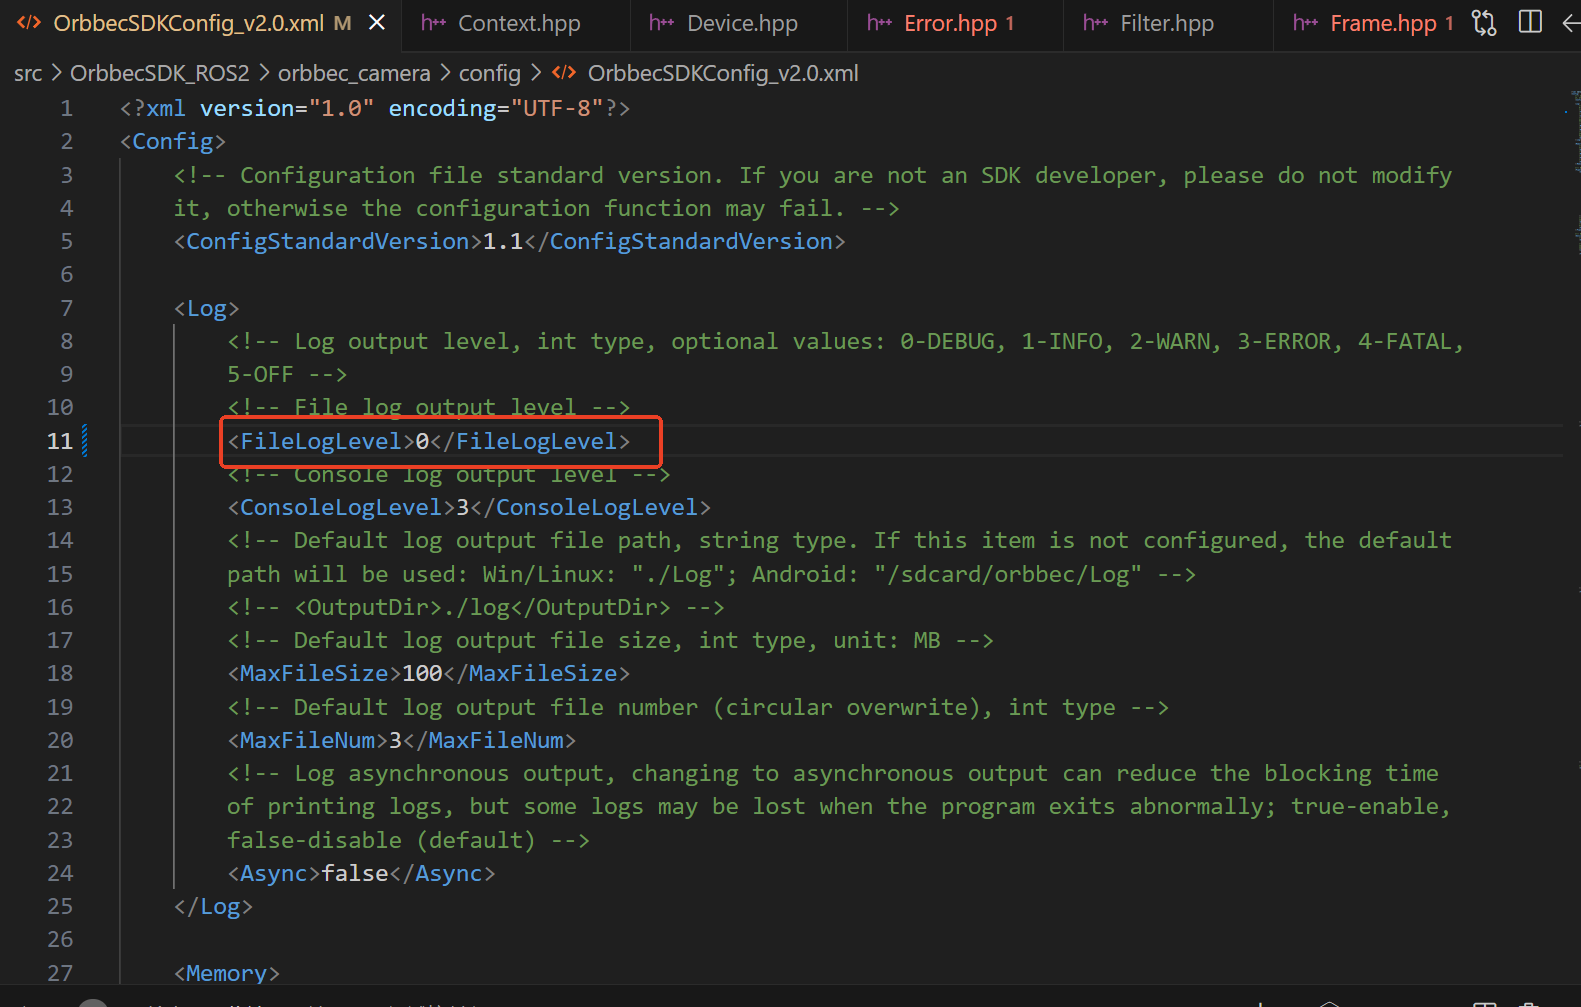 OrbbecSDKConfig_v2.0.xml M
Context.hpp
Device.hpp
Error.hpp 1
Filter.hpp
Frame.hpp 1
src > OrbbecSDK_ROS2 > orbbec_camera > config > OrbbecSDKConfig_v2.0.xml
1 <?xml version="1.0" encoding="UTF-8"?>
2 <Config>
3 <!-- Configuration file standard version. If you are not an SDK developer, please do not modify
4 it, otherwise the configuration function may fail. -->
5 <ConfigStandardVersion>1.1</ConfigStandardVersion>
6
7 <Log>
8 <!-- Log output level, int type, optional values: 0-DEBUG, 1-INFO, 2-WARN, 3-ERROR, 4-FATAL,
9 5-OFF -->
10 <!-- File log output level -->
11 <FileLogLevel>0</FileLogLevel>
12 <!-- Console log output level -->
13 <ConsoleLogLevel>3</ConsoleLogLevel>
14 <!-- Default log output file path, string type. If this item is not configured, the default
15 path will be used: Win/Linux: "./Log"; Android: "/sdcard/orbbec/Log" -->
16 <!-- <OutputDir>./log</OutputDir> -->
17 <!-- Default log output file size, int type, unit: MB -->
18 <MaxFileSize>100</MaxFileSize>
19 <!-- Default log output file number (circular overwrite), int type -->
20 <MaxFileNum>3</MaxFileNum>
21 <!-- Log asynchronous output, changing to asynchronous output can reduce the blocking time
22 of printing logs, but some logs may be lost when the program exits abnormally; true-enable,
23 false-disable (default) -->
24 <Async>false</Async>
25 </Log>
26
27 <Memory>